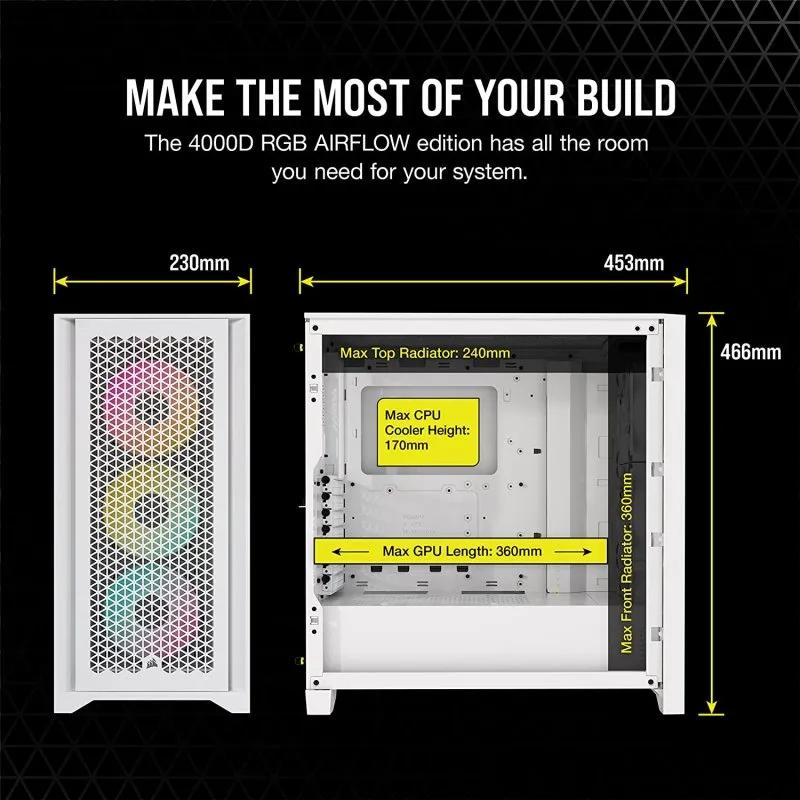 MAKE THE MOST OF YOUR BUILD
The 4000D RGB AIRFLOW edition has all the room
you need for your system.
230mm
453mm
466mm
Max Top Radiator: 240mm
Max CPU
Cooler Height:
170mm
Max GPU Length: 360mm
Max Front Radiator: 360mm